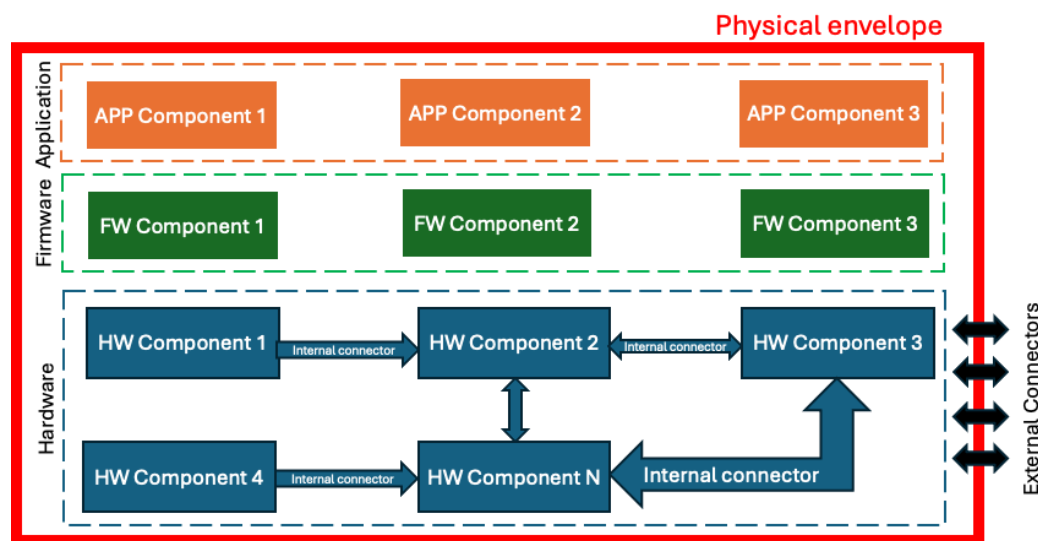 Physical envelope
Application
APP Component 1
APP Component 2
APP Component 3
Firmware
FW Component 1
FW Component 2
FW Component 3
Hardware
HW Component 1
Internal connector
HW Component 2
Internal connector
HW Component 3
HW Component 4
Internal connector
HW Component N
Internal connector
External Connectors